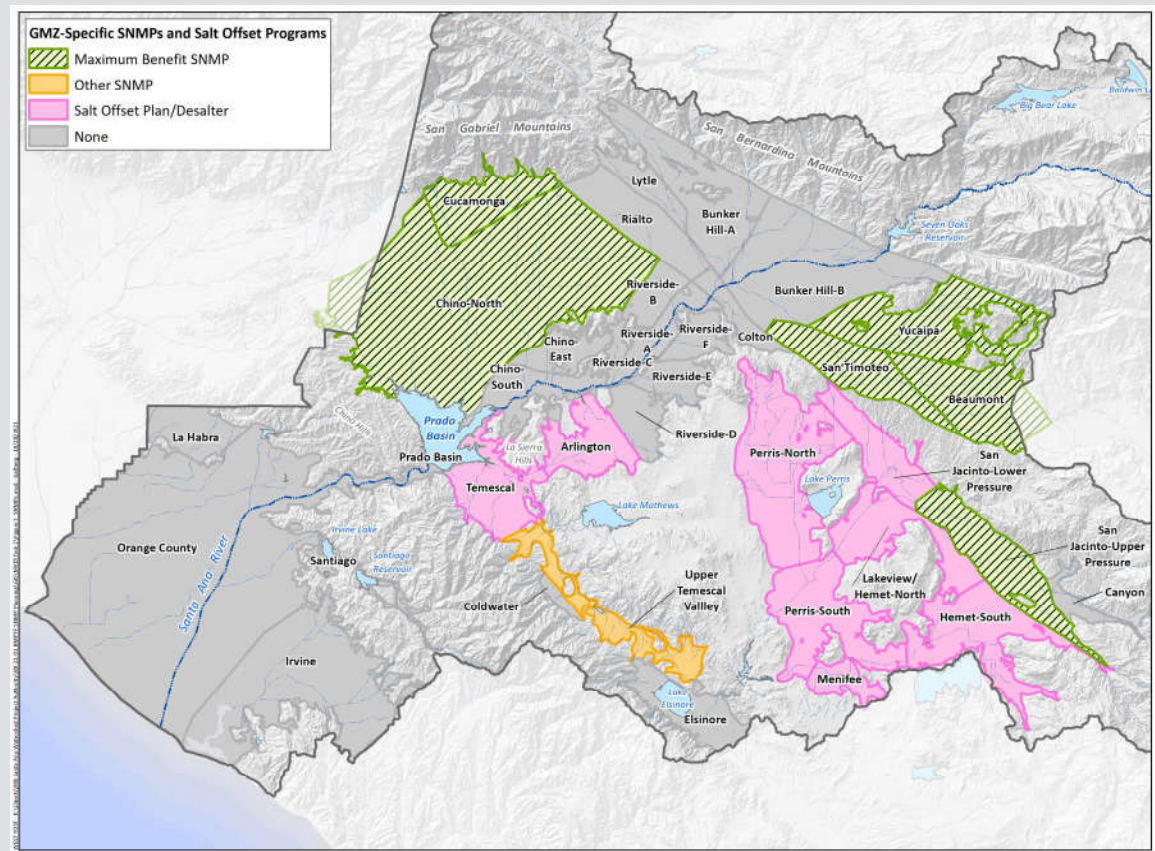 GMZ-Specific SNMPs and Salt Offset Programs
Maximum Benefit SNMP
Other SNMP
Salt Offset Plan/Desalter
None
San Gabriel Mountains
San Bernardino Mountains
Big Bear Lake
Baldwin
Lytle
Cucamonga
Rialto
Bunker
Hill-A
Seven Oaks
Reservoir
Chino-North
Riverside-
B
Bunker Hill-B
Yucaipa
Chino-
East
Riverside-
A
Riverside-
F
Colton
Riverside-C
San Timoteo
Chino-
South
Riverside-E
Beaumont
Chino Hills
Prado
Basin
La Habra
Prado Basin
La Sierra
Hills
Arlington
Riverside-D
Perris-North
San
Jacinto-Lower
Pressure
Temescal
Lake Perris
Lake Mathews
Orange County
Santa Ana River
Irvine Lake
Santiago
Santiago
Reservoir
San
Jacinto-Upper
Pressure
Coldwater
Upper
Temescal
Vallley
Lakeview/
Hemet-North
Canyon
Perris-South
Hemet-South
Irvine
Menifee
Lake
Elsinore
Elsinore